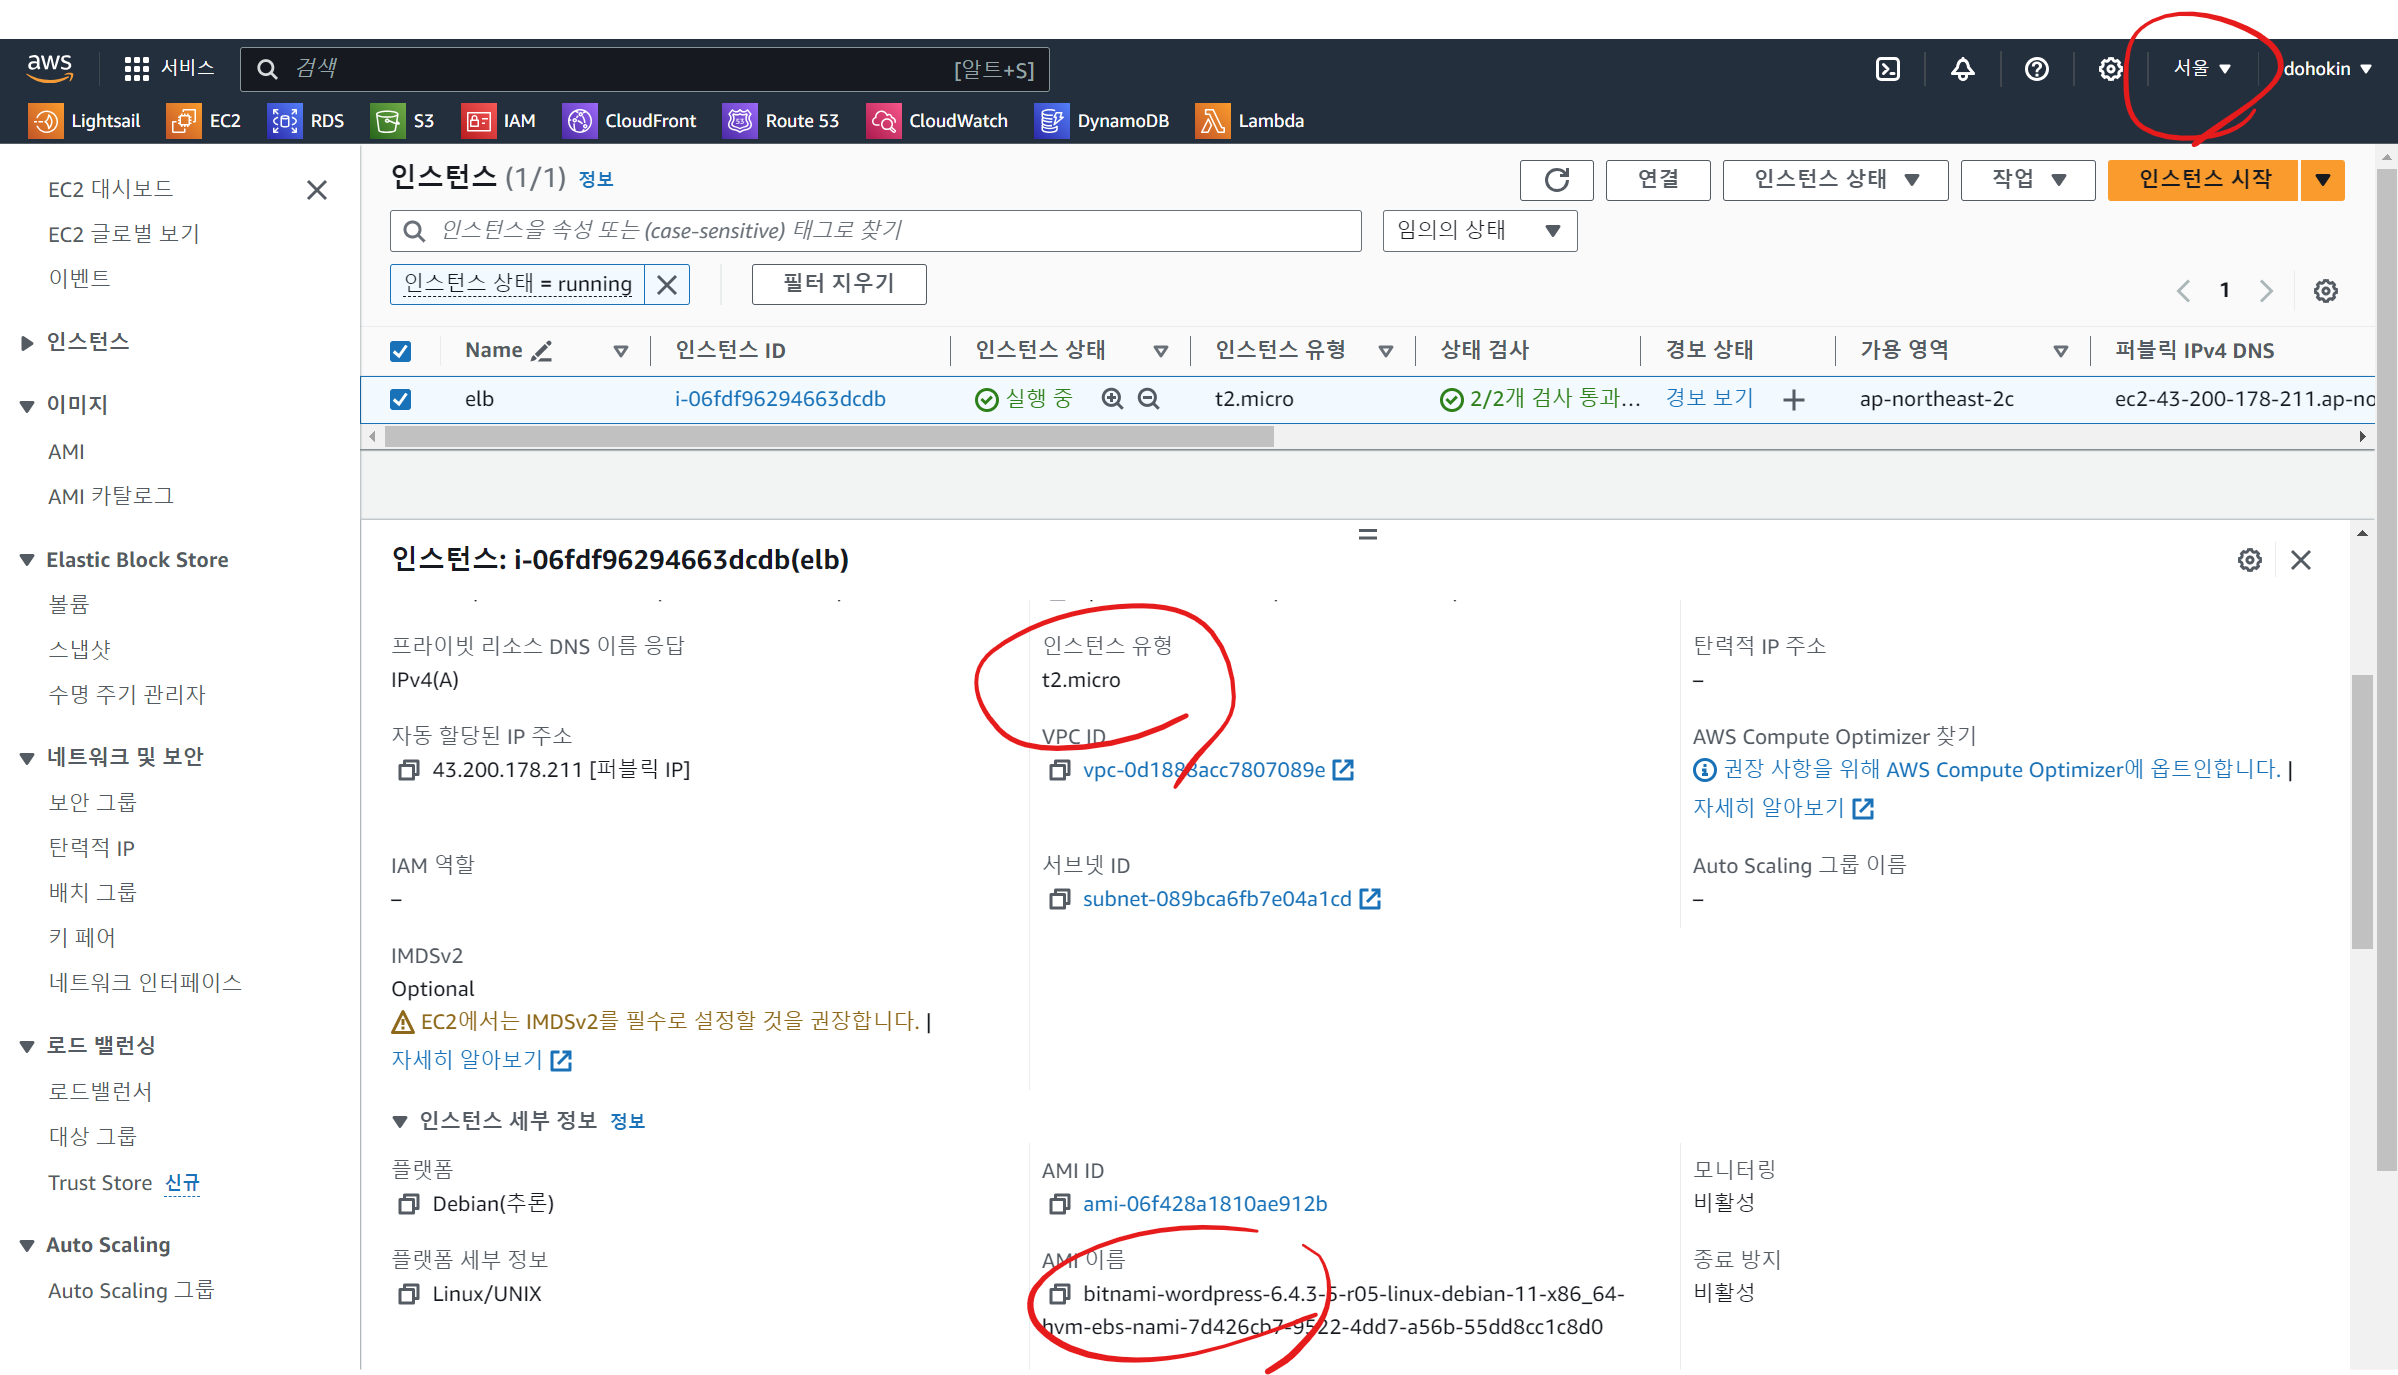 aws 서비스 검색 [알트+S] 서울 dohokin
Lightsail EC2 RDS S3 IAM CloudFront Route 53 CloudWatch DynamoDB Lambda
EC2 대시보드
EC2 글로벌 보기
이벤트
인스턴스
이미지
AMI
AMI 카탈로그
Elastic Block Store
볼륨
스냅샷
수명 주기 관리자
네트워크 및 보안
보안 그룹
탄력적 IP
배치 그룹
키 페어
네트워크 인터페이스
로드 밸런싱
로드밸런서
대상 그룹
Trust Store 신규
Auto Scaling
Auto Scaling 그룹
인스턴스 (1/1) 정보 연결 인스턴스 상태 작업 인스턴스 시작
인스턴스을 속성 또는 (case-sensitive) 태그로 찾기 임의의 상태
인스턴스 상태 = running 필터 지우기 1
Name 인스턴스 ID 인스턴스 상태 인스턴스 유형 상태 검사 경보 상태 가용 영역 퍼블릭 IPv4 DNS
elb i-06fdf96294663dcdb 실행 중 t2.micro 2/2개 검사 통과... 경보 보기 + ap-northeast-2c ec2-43-200-178-211.ap-no
인스턴스: i-06fdf96294663dcdb(elb)
프라이빗 리소스 DNS 이름 응답
IPv4(A)
인스턴스 유형
t2.micro
탄력적 IP 주소
–
자동 할당된 IP 주소
43.200.178.211 [퍼블릭 IP]
VPC ID
vpc-0d1888acc7807089e
AWS Compute Optimizer 찾기
권장 사항을 위해 AWS Compute Optimizer에 옵트인합니다. |
자세히 알아보기
IAM 역할
–
서브넷 ID
subnet-089bca6fb7e04a1cd
Auto Scaling 그룹 이름
–
IMDSv2
Optional
EC2에서는 IMDSv2를 필수로 설정할 것을 권장합니다. |
자세히 알아보기
인스턴스 세부 정보 정보
플랫폼
Debian(추론)
AMI ID
ami-06f428a1810ae912b
모니터링
비활성
플랫폼 세부 정보
Linux/UNIX
AMI 이름
bitnami-wordpress-6.4.3-5-r05-linux-debian-11-x86_64-
hvm-ebs-nami-7d426cb7-9522-4dd7-a56b-55dd8cc1c8d0
종료 방지
비활성